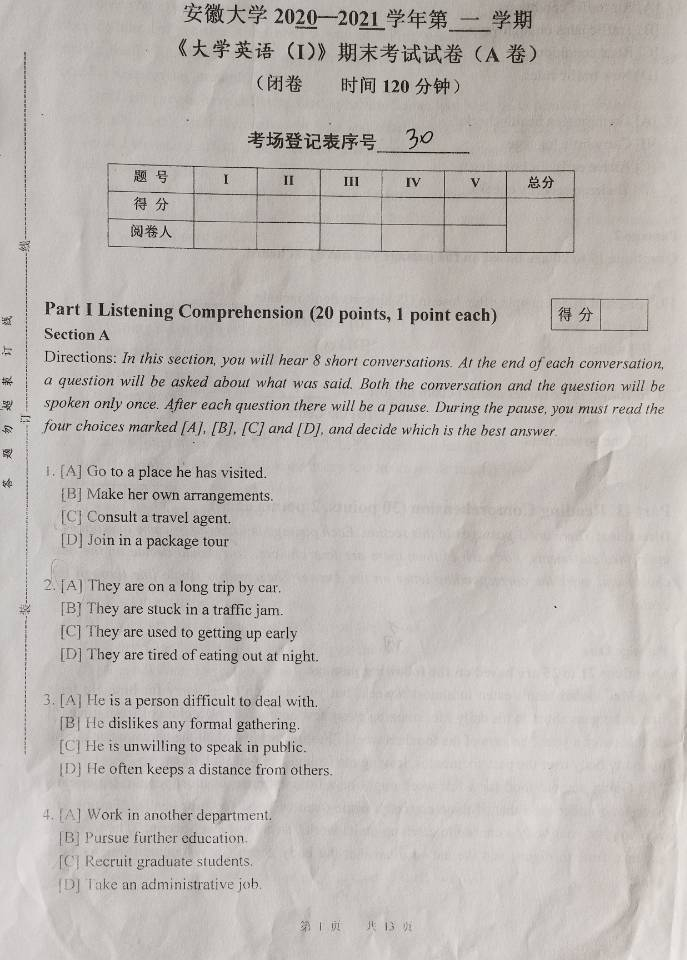 安徽大学 2020—2021 学年第 一 学期
《大学英语（I）》期末考试试卷（A 卷）
（闭卷 时间 120 分钟）
考场登记表序号 30
题 号 I II III IV V 总分
得 分
阅卷人
Part I Listening Comprehension (20 points, 1 point each)
得 分
Section A
Directions: In this section, you will hear 8 short conversations. At the end of each conversation,
a question will be asked about what was said. Both the conversation and the question will be
spoken only once. After each question there will be a pause. During the pause, you must read the
four choices marked [A], [B], [C] and [D], and decide which is the best answer.
1. [A] Go to a place he has visited.
[B] Make her own arrangements.
[C] Consult a travel agent.
[D] Join in a package tour
2. [A] They are on a long trip by car.
[B] They are stuck in a traffic jam.
[C] They are used to getting up early
[D] They are tired of eating out at night.
3. [A] He is a person difficult to deal with.
[B] He dislikes any formal gathering.
[C] He is unwilling to speak in public.
[D] He often keeps a distance from others.
4. [A] Work in another department.
[B] Pursue further education.
[C] Recruit graduate students.
[D] Take an administrative job.
第 1 页 共 13 页
答 题 勿 超 装 订 线
装 订 线